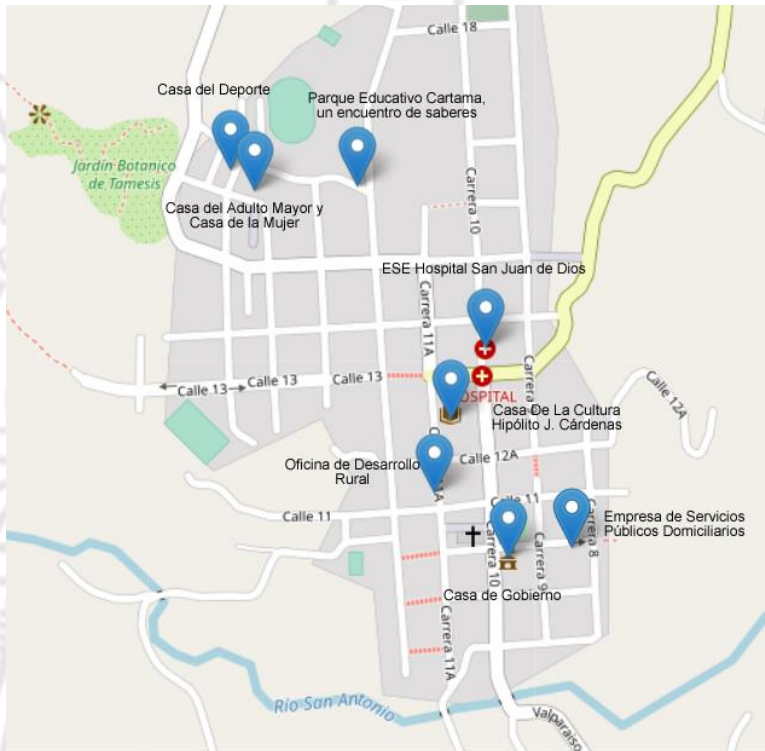 Calle 18
Casa del Deporte
Parque Educativo Cartama,
un encuentro de saberes
Jardín Botanico
de Tamesis
Casa del Adulto Mayor y
Casa de la Mujer
Carrera 10
ESE Hospital San Juan de Dios
Carrera 11A
Carrera 9
Calle 13
Calle 13
Calle 13
HOSPITAL
Calle 12A
Casa De La Cultura
Hipólito J. Cárdenas
Oficina de Desarrollo
Rural
Calle 12A
11A
Calle 11
Calle 11
Empresa de Servicios
Públicos Domiciliarios
Carrera 10
Carrera 9
Carrera 8
Casa de Gobierno
Carrera 11A
Río San Antonio
Valparaíso